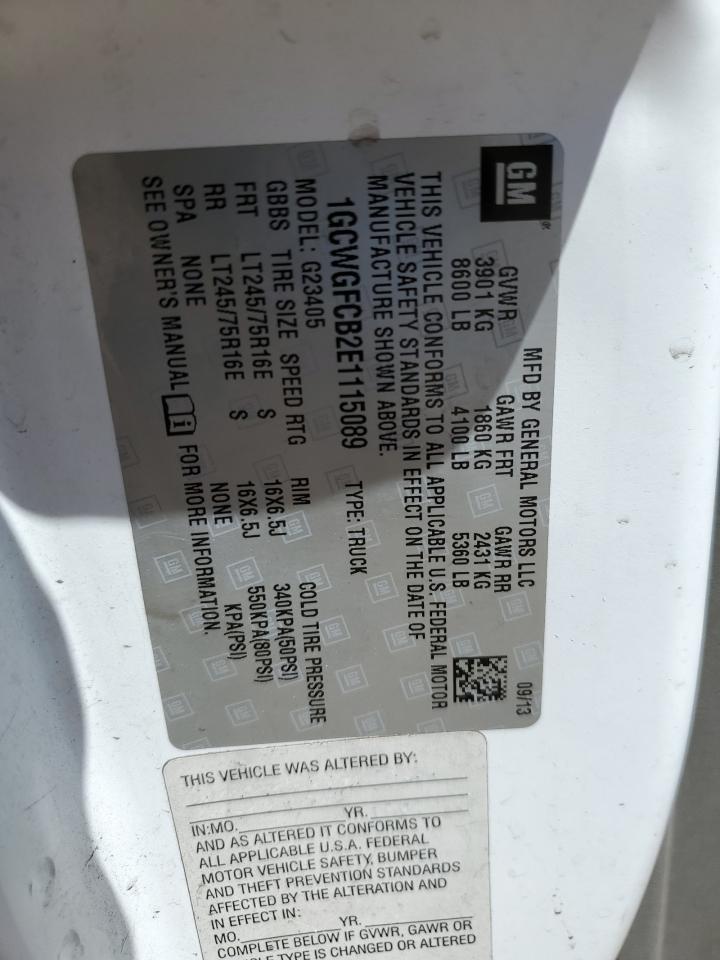 GM
MFD BY GENERAL MOTORS LLC 09/13
GVWR GAWR FRT GAWR RR
3901 KG 1860 KG 2431 KG
8600 LB 4100 LB 5360 LB
THIS VEHICLE CONFORMS TO ALL APPLICABLE U.S. FEDERAL MOTOR
VEHICLE SAFETY STANDARDS IN EFFECT ON THE DATE OF
MANUFACTURE SHOWN ABOVE.
1GCWGFCB2E1115089 TYPE: TRUCK
MODEL: G23405
GBBS TIRE SIZE SPEED RTG RIM COLD TIRE PRESSURE
FRT LT245/75R16E S 16X6.5J 340KPA(50PSI)
RR LT245/75R16E S 16X6.5J 550KPA(80PSI)
SPA NONE NONE KPA(PSI)
SEE OWNER'S MANUAL FOR MORE INFORMATION.
THIS VEHICLE WAS ALTERED BY:
IN:MO. YR.
AND AS ALTERED IT CONFORMS TO
ALL APPLICABLE U.S.A. FEDERAL
MOTOR VEHICLE SAFETY, BUMPER
AND THEFT PREVENTION STANDARDS
AFFECTED BY THE ALTERATION AND
IN EFFECT IN:
MO. YR.
COMPLETE BELOW IF GVWR, GAWR OR
TYPE IS CHANGED OR ALTERED